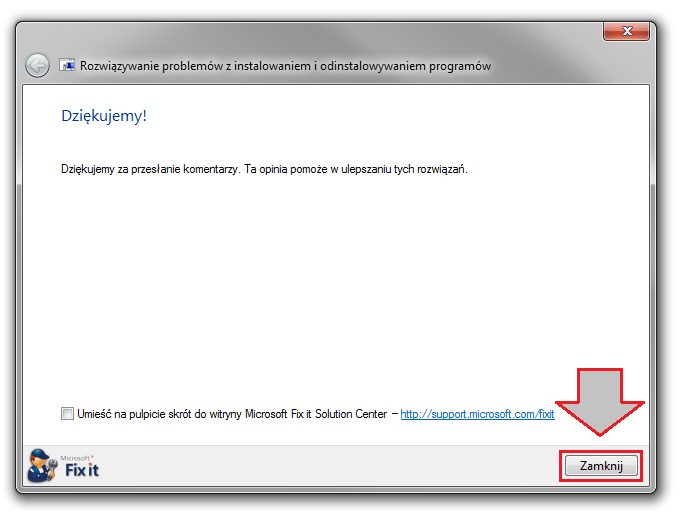 Rozwiązywanie problemów z instalowaniem i odinstalowywaniem programów
Dziękujemy!
Dziękujemy za przesłanie komentarzy. Ta opinia pomoże w ulepszaniu tych rozwiązań.
Umieść na pulpicie skrót do witryny Microsoft Fix it Solution Center – http://support.microsoft.com/fixit
Microsoft®
Fix it
Zamknij